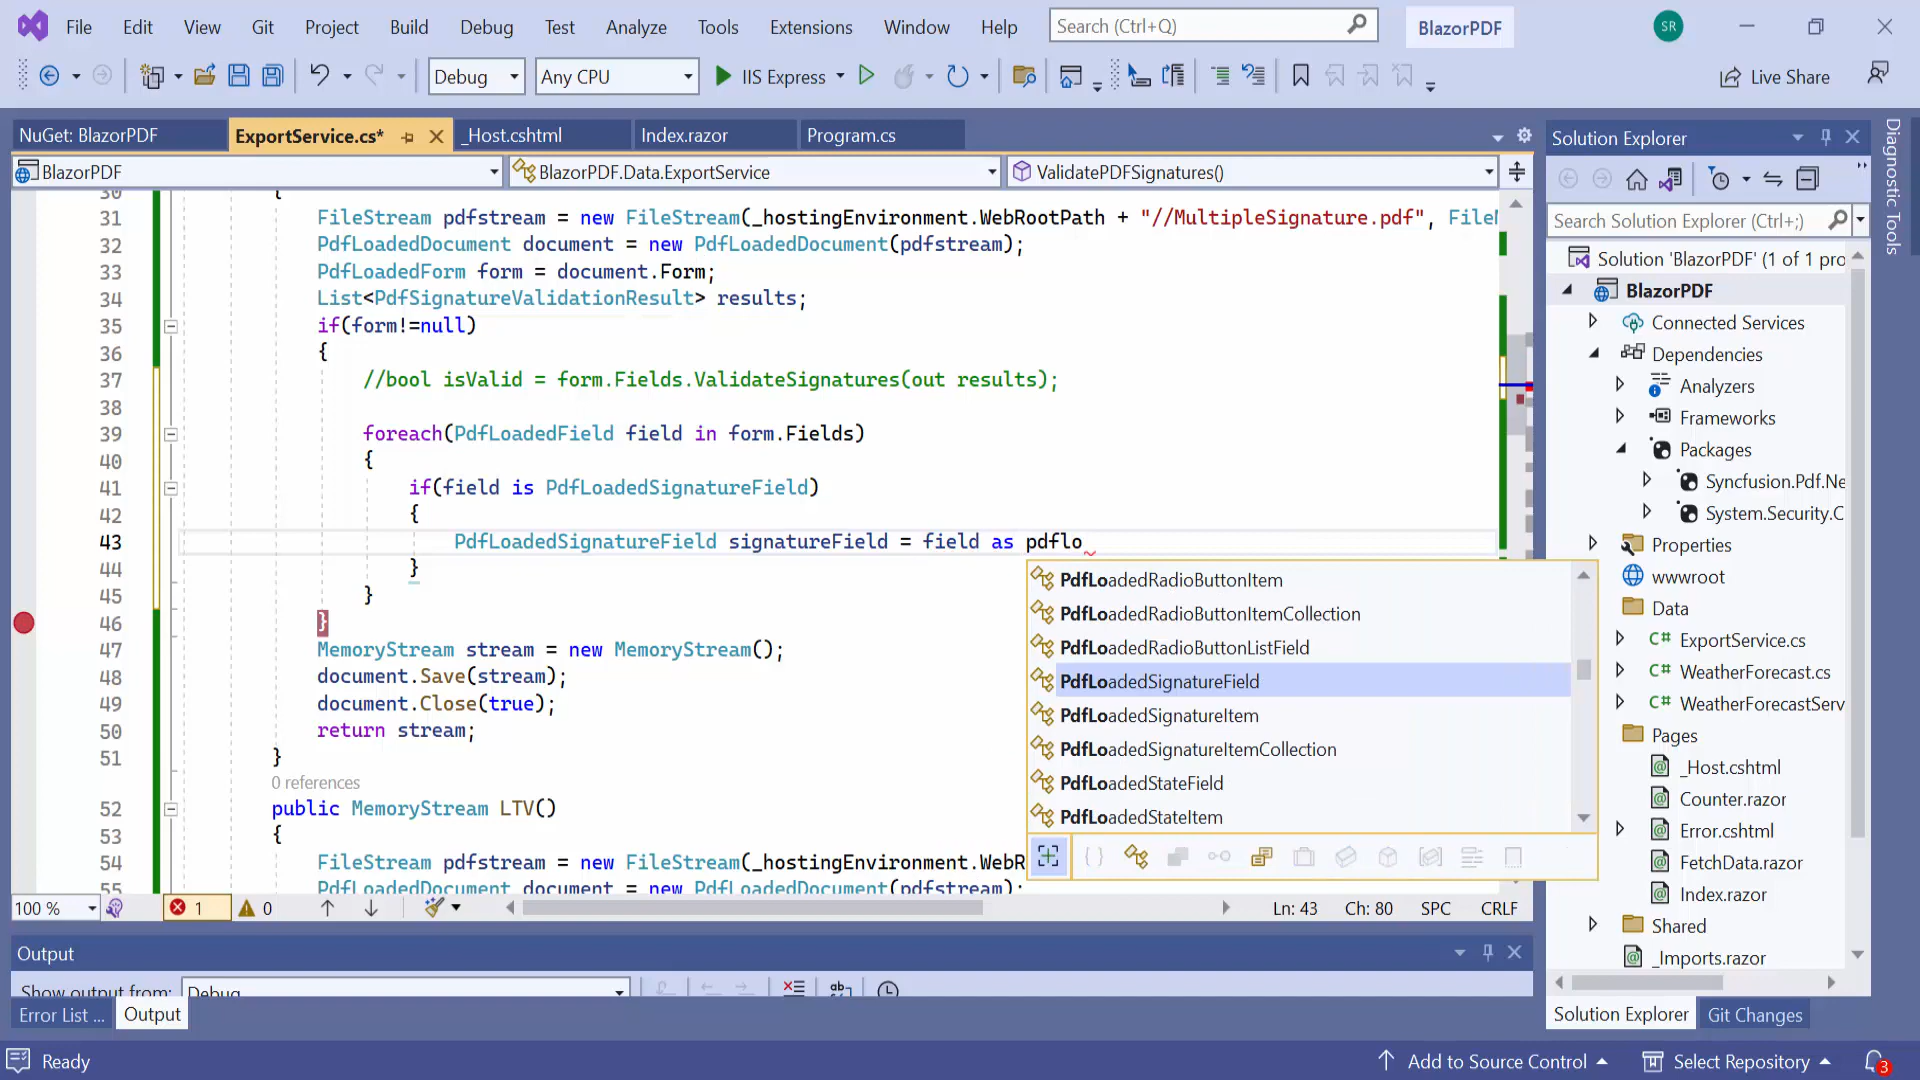 File Edit View Git Project Build Debug Test Analyze Tools Extensions Window Help Search (Ctrl+Q) BlazorPDF SR
Debug Any CPU IIS Express Live Share
NuGet: BlazorPDF ExportService.cs* _Host.cshtml Index.razor Program.cs
BlazorPDF BlazorPDF.Data.ExportService ValidatePDFSignatures()
30 {
31 FileStream pdfstream = new FileStream(_hostingEnvironment.WebRootPath + "//MultipleSignature.pdf",
32 PdfLoadedDocument document = new PdfLoadedDocument(pdfstream);
33 PdfLoadedForm form = document.Form;
34 List<PdfSignatureValidationResult> results;
35 if(form!=null)
36 {
37 //bool isValid = form.Fields.ValidateSignatures(out results);
38
39 foreach(PdfLoadedField field in form.Fields)
40 {
41 if(field is PdfLoadedSignatureField)
42 {
43 PdfLoadedSignatureField signatureField = field as pdflo
44 }
45 }
46 }
47 MemoryStream stream = new MemoryStream();
48 document.Save(stream);
49 document.Close(true);
50 return stream;
51 }
0 references
52 public MemoryStream LTV()
53 {
54 FileStream pdfstream = new FileStream(_hostingEnvironment.WebR
55 PdfLoadedDocument document = new PdfLoadedDocument(pdfstream);
PdfLoadedRadioButtonItem
PdfLoadedRadioButtonItemCollection
PdfLoadedRadioButtonListField
PdfLoadedSignatureField
PdfLoadedSignatureItem
PdfLoadedSignatureItemCollection
PdfLoadedStateField
PdfLoadedStateItem
100 % 1 0 Ln: 43 Ch: 80 SPC CRLF
Output
Show output from: Debug
Error List ... Output
Solution Explorer
Search Solution Explorer (Ctrl+;)
Solution 'BlazorPDF' (1 of 1 pro
BlazorPDF
Connected Services
Dependencies
Analyzers
Frameworks
Packages
Syncfusion.Pdf.Ne
System.Security.C
Properties
wwwroot
Data
C# ExportService.cs
C# WeatherForecast.cs
C# WeatherForecastServ
Pages
_Host.cshtml
Counter.razor
Error.cshtml
FetchData.razor
Index.razor
Shared
_Imports.razor
Solution Explorer Git Changes
Diagnostic Tools
Ready Add to Source Control Select Repository 3